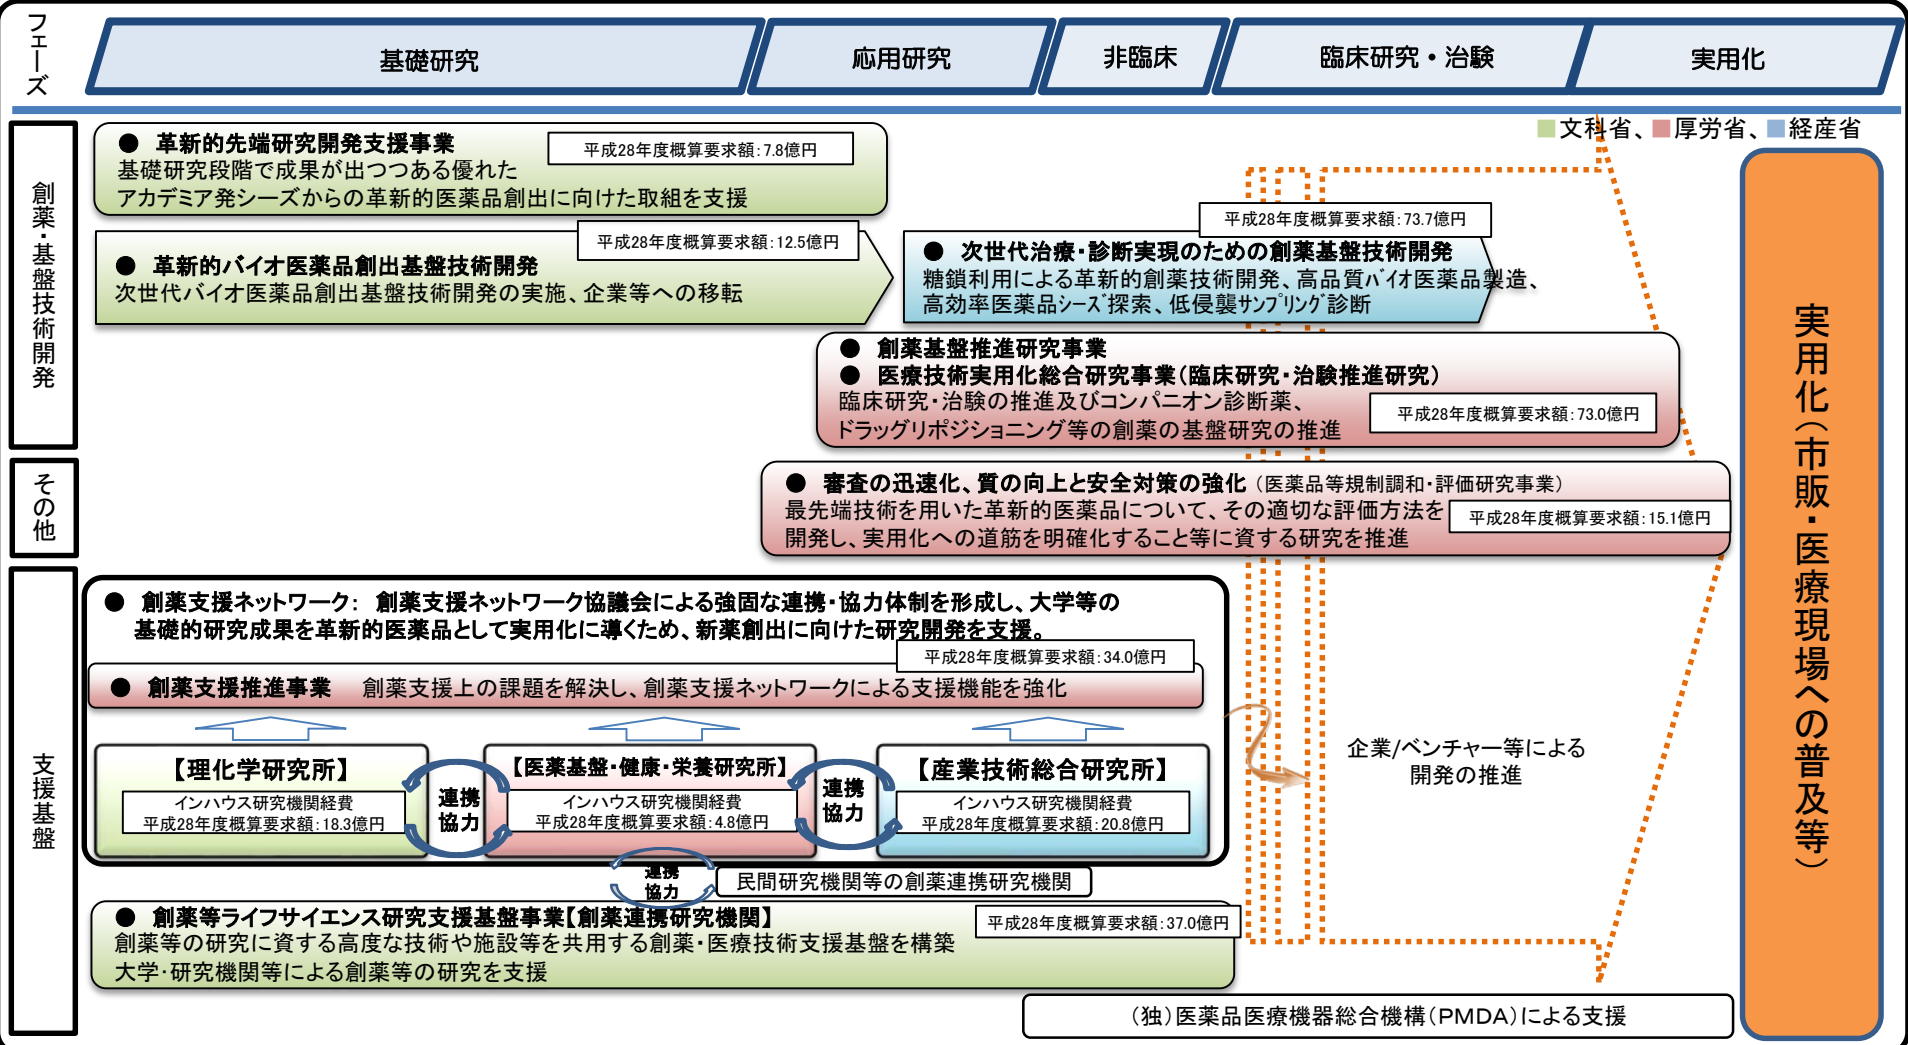 フェーズ
基礎研究
応用研究
非臨床
臨床研究・治験
実用化
文科省、厚労省、経産省
創薬・基盤技術開発
● 革新的先端研究開発支援事業
平成28年度概算要求額：7.8億円
基礎研究段階で成果が出つつある優れた
アカデミア発シーズからの革新的医薬品創出に向けた取組を支援
平成28年度概算要求額：12.5億円
● 革新的バイオ医薬品創出基盤技術開発
次世代バイオ医薬品創出基盤技術開発の実施、企業等への移転
平成28年度概算要求額：73.7億円
● 次世代治療・診断実現のための創薬基盤技術開発
糖鎖利用による革新的創薬技術開発、高品質バイオ医薬品製造、
高効率医薬品シーズ探索、低侵襲サンプリング診断
● 創薬基盤推進研究事業
● 医療技術実用化総合研究事業（臨床研究・治験推進研究）
臨床研究・治験の推進及びコンパニオン診断薬、
ドラッグリポジショニング等の創薬の基盤研究の推進
平成28年度概算要求額：73.0億円
その他
● 審査の迅速化、質の向上と安全対策の強化（医薬品等規制調和・評価研究事業）
最先端技術を用いた革新的医薬品について、その適切な評価方法を
開発し、実用化への道筋を明確化すること等に資する研究を推進
平成28年度概算要求額：15.1億円
支援基盤
● 創薬支援ネットワーク： 創薬支援ネットワーク協議会による強固な連携・協力体制を形成し、大学等の
基礎的研究成果を革新的医薬品として実用化に導くため、新薬創出に向けた研究開発を支援。
平成28年度概算要求額：34.0億円
● 創薬支援推進事業 創薬支援上の課題を解決し、創薬支援ネットワークによる支援機能を強化
【理化学研究所】
インハウス研究機関経費
平成28年度概算要求額：18.3億円
連携
協力
【医薬基盤・健康・栄養研究所】
インハウス研究機関経費
平成28年度概算要求額：4.8億円
連携
協力
【産業技術総合研究所】
インハウス研究機関経費
平成28年度概算要求額：20.8億円
企業/ベンチャー等による
開発の推進
連携
協力
民間研究機関等の創薬連携研究機関
● 創薬等ライフサイエンス研究支援基盤事業【創薬連携研究機関】
平成28年度概算要求額：37.0億円
創薬等の研究に資する高度な技術や施設等を共用する創薬・医療技術支援基盤を構築
大学・研究機関等による創薬等の研究を支援
（独）医薬品医療機器総合機構（PMDA）による支援
実用化（市販・医療現場への普及等）